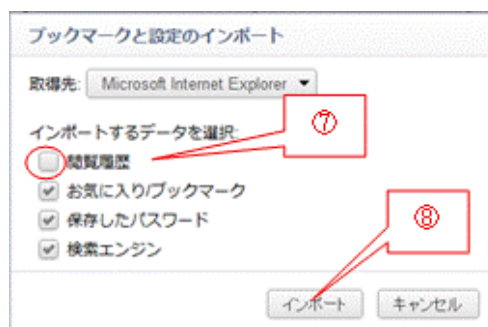 ブックマークと設定のインポート
取得先: Microsoft Internet Explorer
インポートするデータを選択:
⑦
閲覧履歴
お気に入り/ブックマーク
保存したパスワード
⑧
検索エンジン
インポート キャンセル